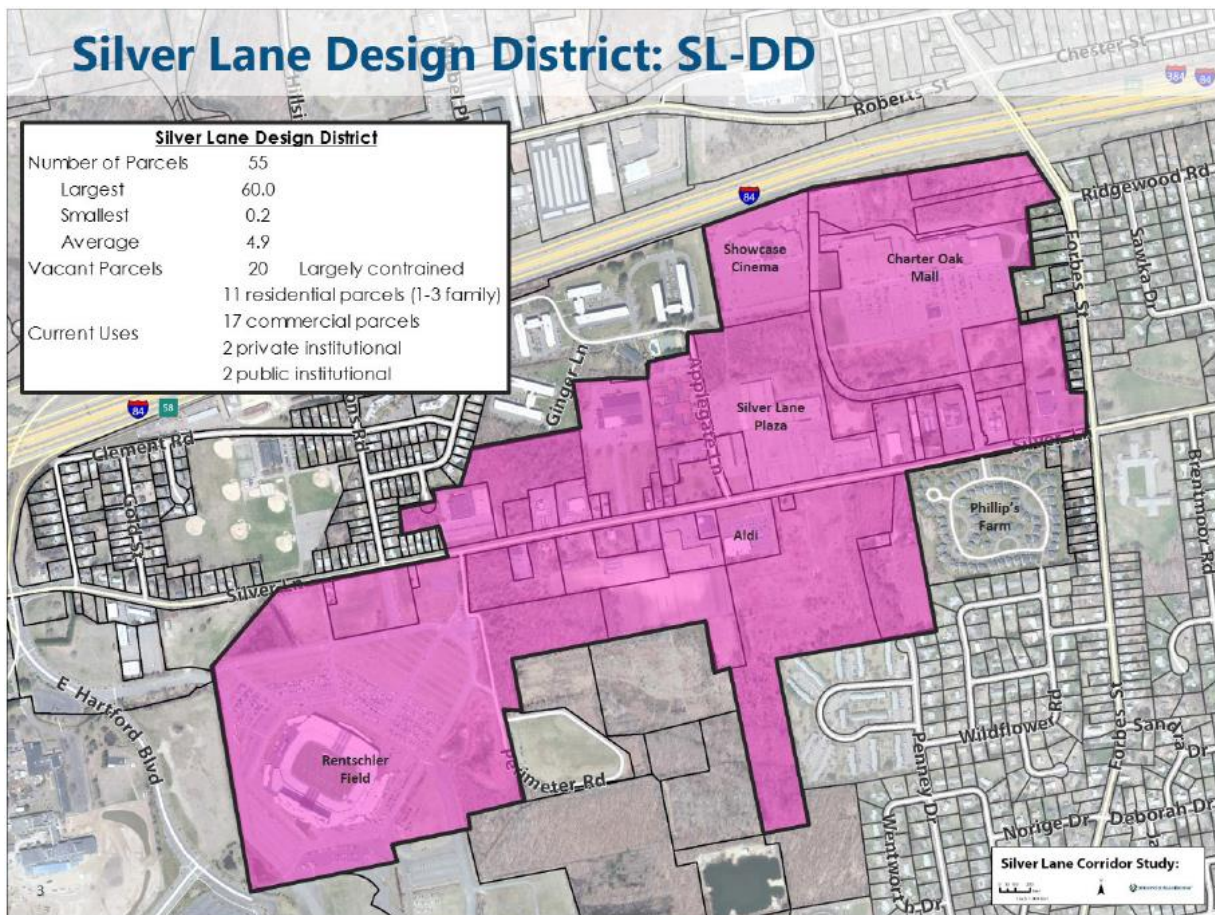 Silver Lane Design District: SL-DD
Silver Lane Design District
Number of Parcels 55
Largest 60.0
Smallest 0.2
Average 4.9
Vacant Parcels 20 Largely contrained
11 residential parcels (1-3 family)
Current Uses
17 commercial parcels
2 private institutional
2 public institutional
Chester St
384
84
Roberts St
84
Ridgewood Rd
Showcase
Cinema
Charter Oak
Mall
Forbes St
Sawka Dr
Ginger Ln
Applegate Ln
84
58
Clement Rd
Silver Lane
Plaza
Gold St
Silver Ln
Brentmoor Rd
Phillip's
Farm
Aldi
Silver Ln
E Hartford Blvd
Rentschler
Field
Perimeter Rd
Wildflower Rd
Penney Dr
Forbes St
Sandra Dr
Norige Dr
Deborah Dr
Wentworth Dr
Silver Lane Corridor Study:
3